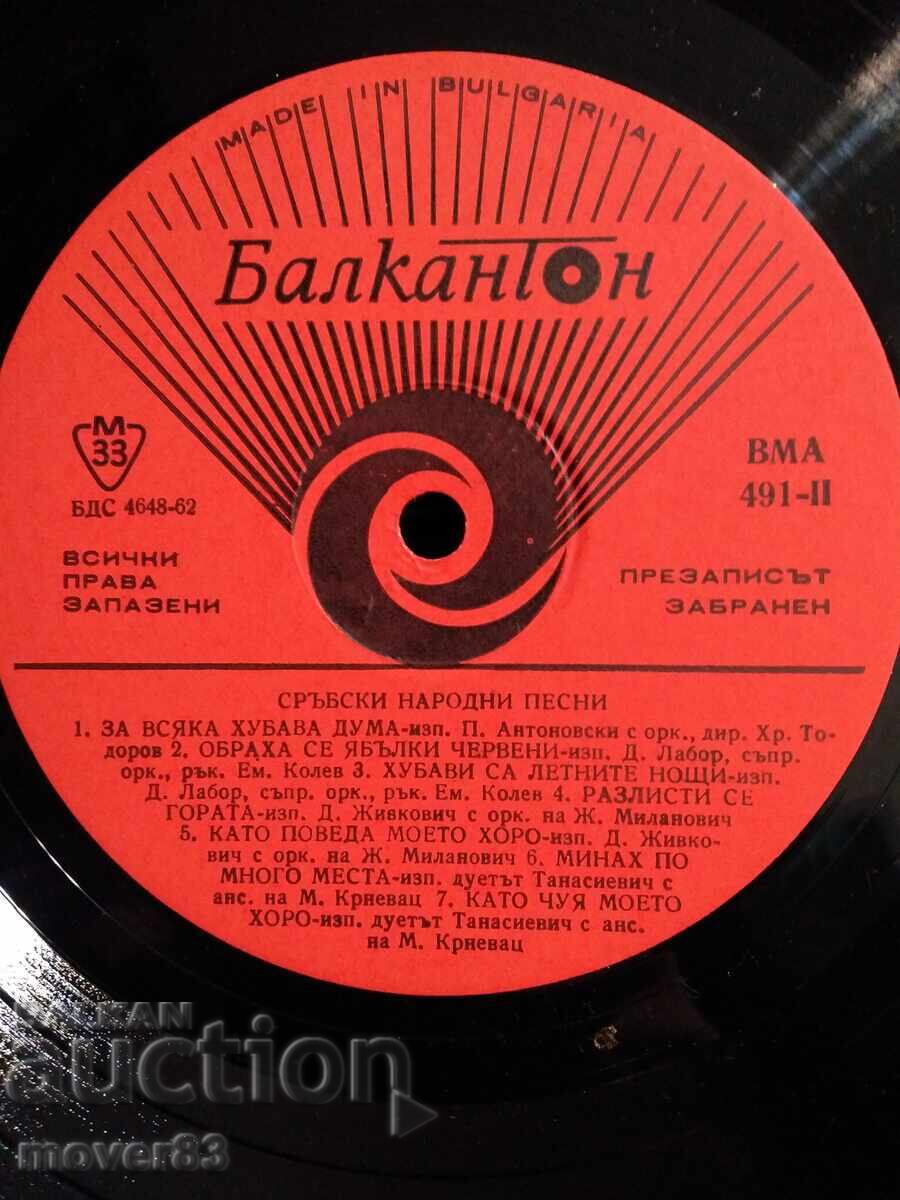 MADE IN BULGARIA
Балкантон
М
33
БДС 4648-62
ВМА
491-II
ВСИЧКИ
ПРАВА
ЗАПАЗЕНИ
ПРЕЗАПИСЪТ
ЗАБРАНЕН
СРЪБСКИ НАРОДНИ ПЕСНИ
1. ЗА ВСЯКА ХУБАВА ДУМА-изп. П. Антоновски с орк., дир. Хр. То-
доров 2. ОБРАХА СЕ ЯБЪЛКИ ЧЕРВЕНИ-изп. Д. Лабор, съпр.
орк., рък. Ем. Колев 3. ХУБАВИ СА ЛЕТНИТЕ НОЩИ-изп.
Д. Лабор, съпр. орк., рък. Ем. Колев 4. РАЗЛИСТИ СЕ
ГОРАТА-изп. Д. Живкович с орк. на Ж. Миланович
5. КАТО ПОВЕДА МОЕТО ХОРО-изп. Д. Живко-
вич с орк. на Ж. Миланович 6. МИНАХ ПО
МНОГО МЕСТА-изп. дуетът Танасиевич с
анс. на М. Крневац 7. КАТО ЧУЯ МОЕТО
ХОРО-изп. дуетът Танасиевич с анс.
на М. Крневац
BALKAN
auction
mover83